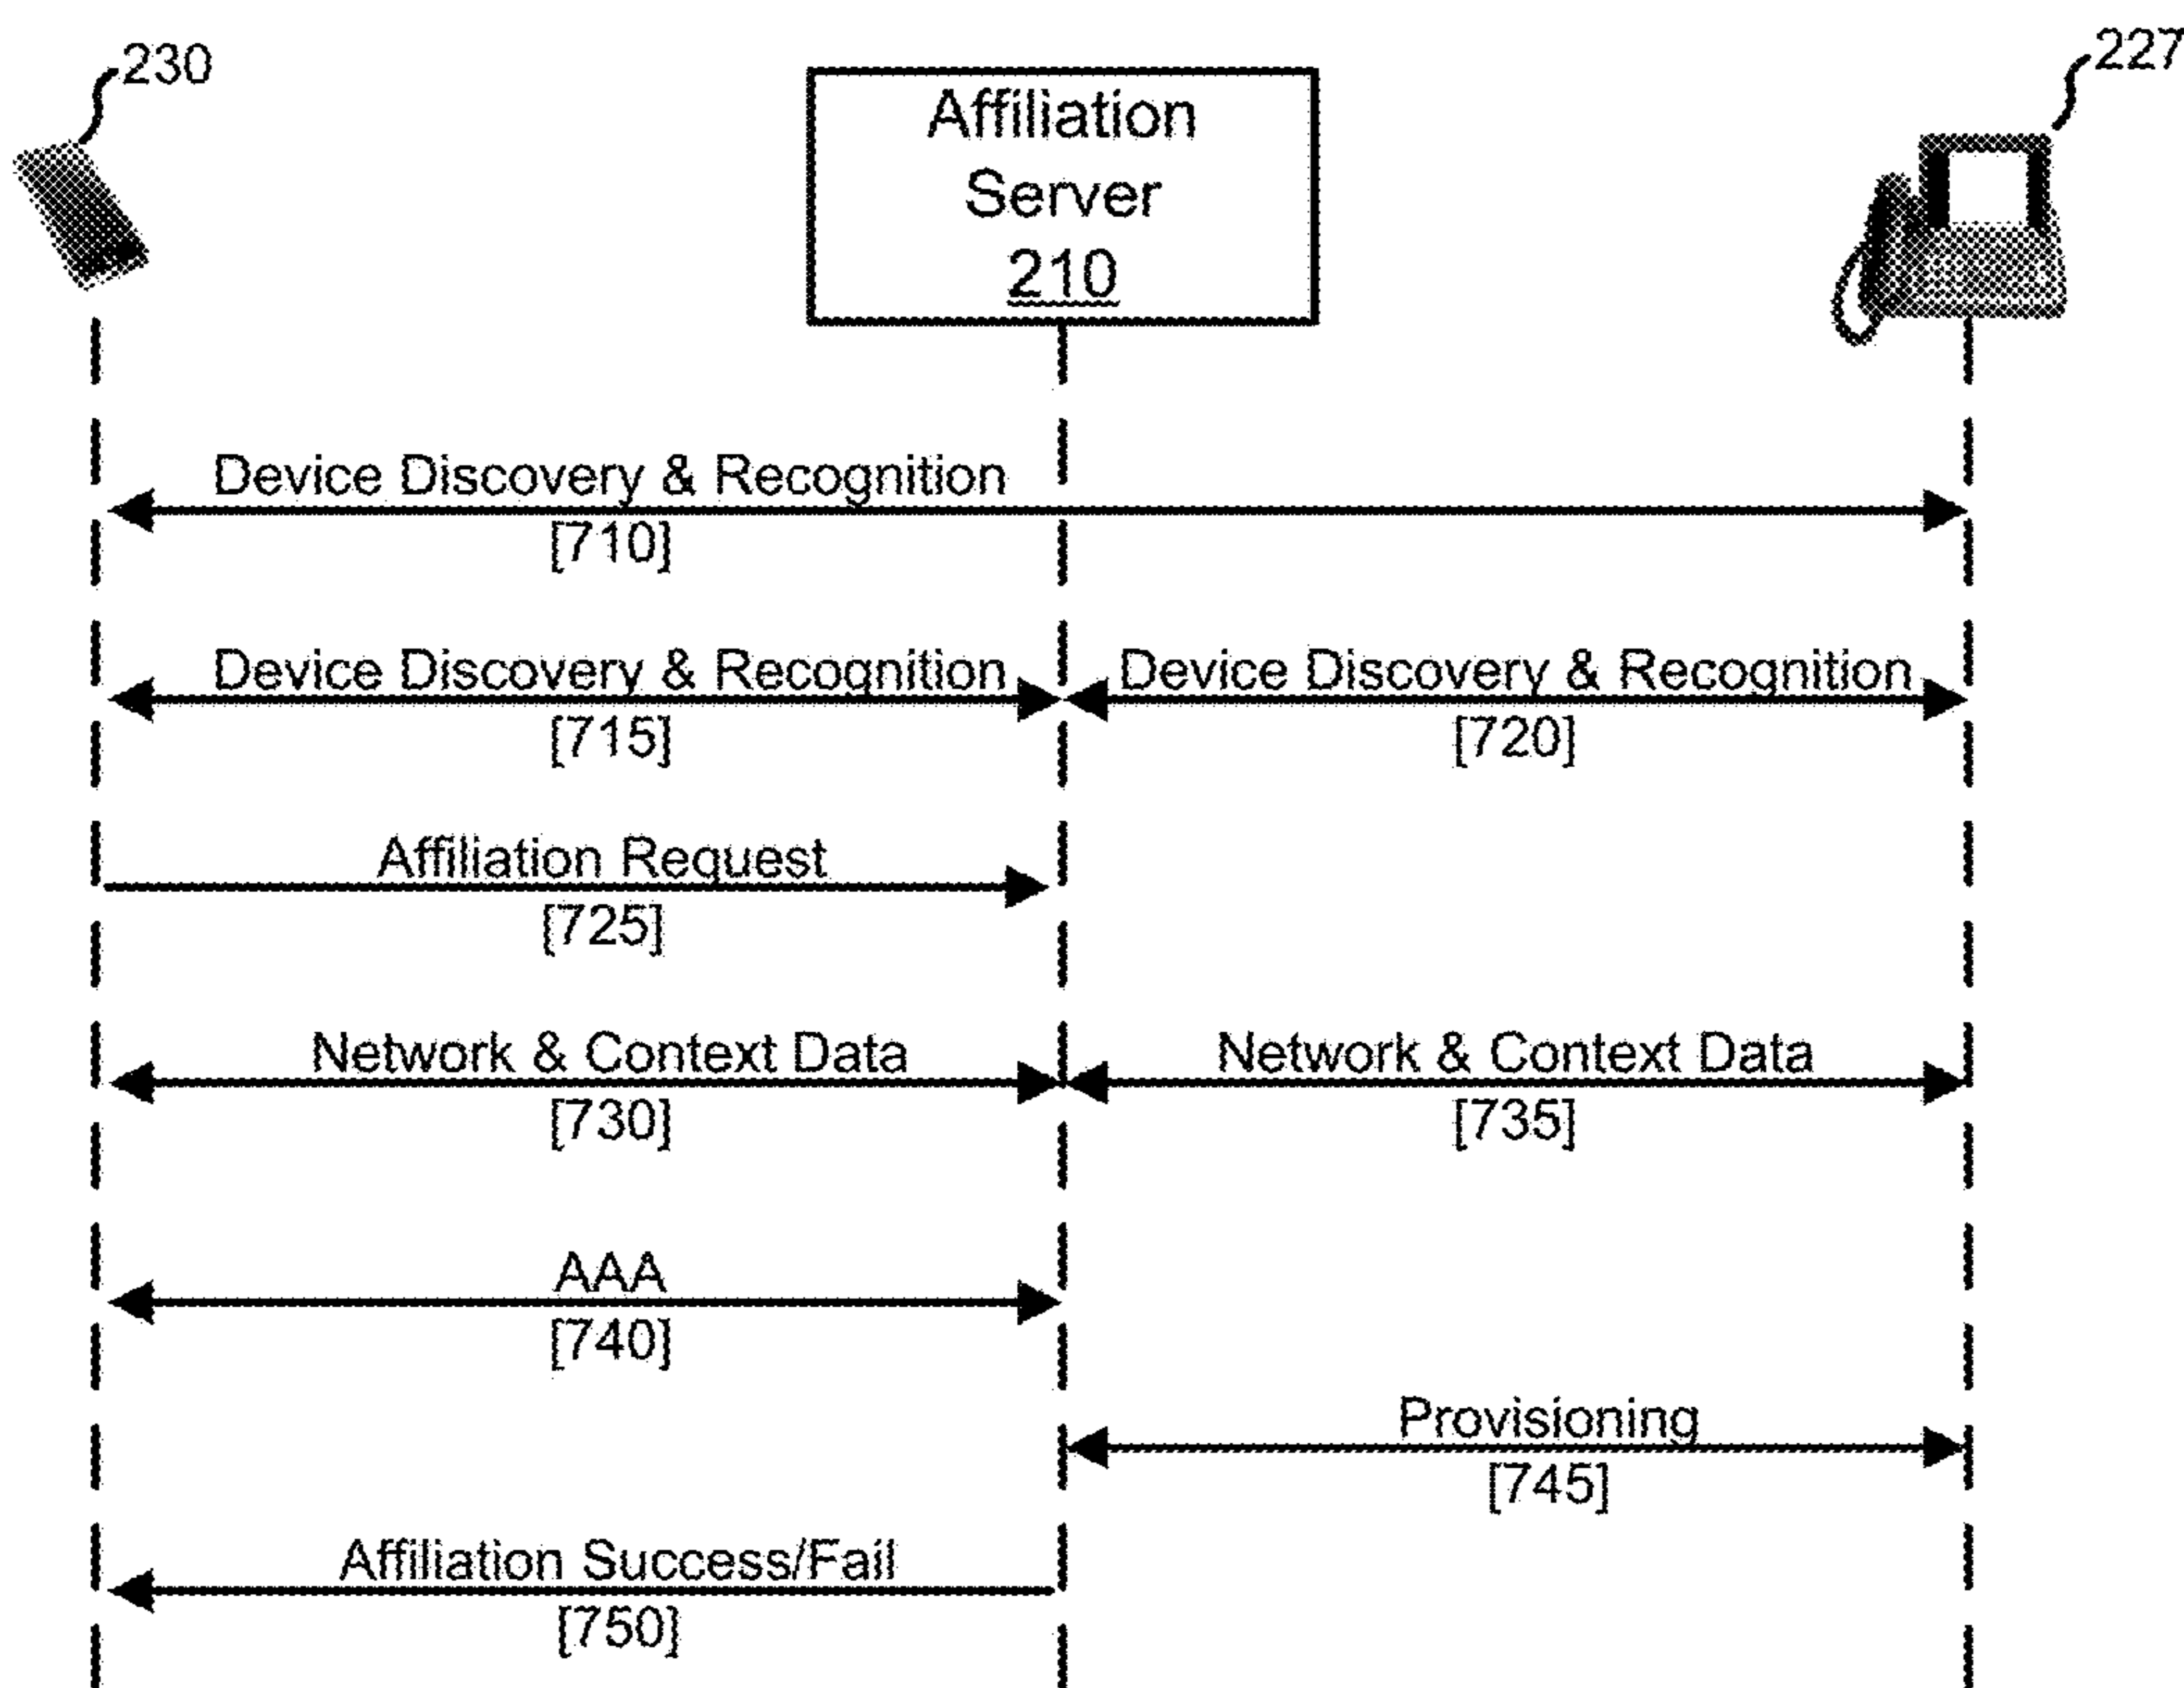 230
Affiliation
Server
210
227
Device Discovery & Recognition
[710]
Device Discovery & Recognition
[715]
Device Discovery & Recognition
[720]
Affiliation Request
[725]
Network & Context Data
[730]
Network & Context Data
[735]
AAA
[740]
Provisioning
[745]
Affiliation Success/Fail
[750]